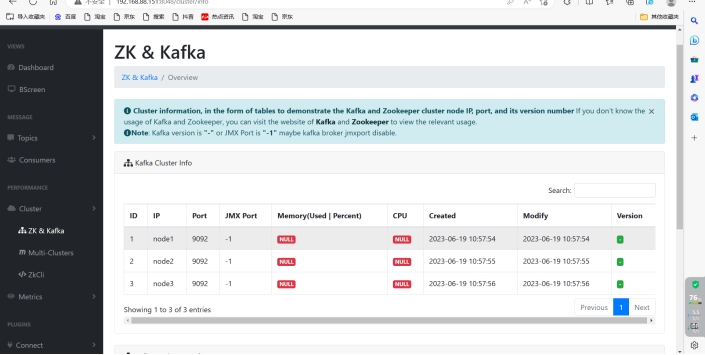 不安全 | 192.168.88.151:8048/cluster/info
导入收藏夹 百度 淘宝 京东 搜索 抖音 热点资讯 淘宝 京东 其他收藏夹
VIEWS
Dashboard
BScreen
MESSAGE
Topics
Consumers
PERFORMANCE
Cluster
ZK & Kafka
Multi-Clusters
ZkCli
Metrics
PLUGINS
Connect
ZK & Kafka
ZK & Kafka / Overview
Cluster information, in the form of tables to demonstrate the Kafka and Zookeeper cluster node IP, port, and its version number If you don't know the
usage of Kafka and Zookeeper, you can visit the website of Kafka and Zookeeper to view the relevant usage.
Note: Kafka version is "-" or JMX Port is "-1" maybe kafka broker jmxport disable.
Kafka Cluster Info
Search:
ID IP Port JMX Port Memory(Used | Percent) CPU Created Modify Version
1 node1 9092 -1 NULL NULL 2023-06-19 10:57:54 2023-06-19 10:57:54 -
2 node2 9092 -1 NULL NULL 2023-06-19 10:57:55 2023-06-19 10:57:55 -
3 node3 9092 -1 NULL NULL 2023-06-19 10:57:56 2023-06-19 10:57:56 -
Showing 1 to 3 of 3 entries
Previous 1 Next
76